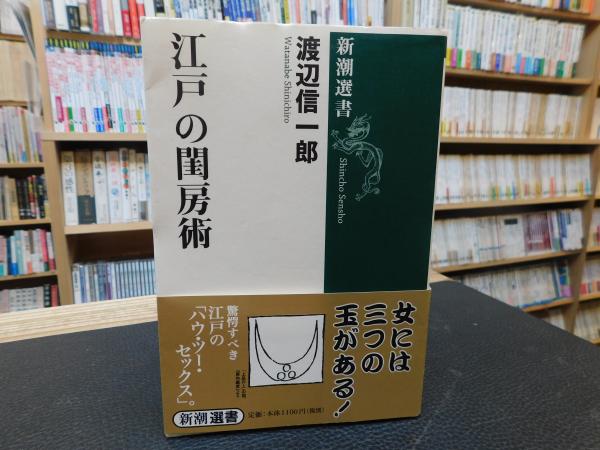 新潮選書
Shincho Sensho
渡辺信一郎
Watanabe Shinichiro
江戸の閨房術
女には
三つの
玉がある!
驚愕すべき
江戸の
「ハウ・ツー・
セックス」。
新潮選書
定価:本体1100円(税別)